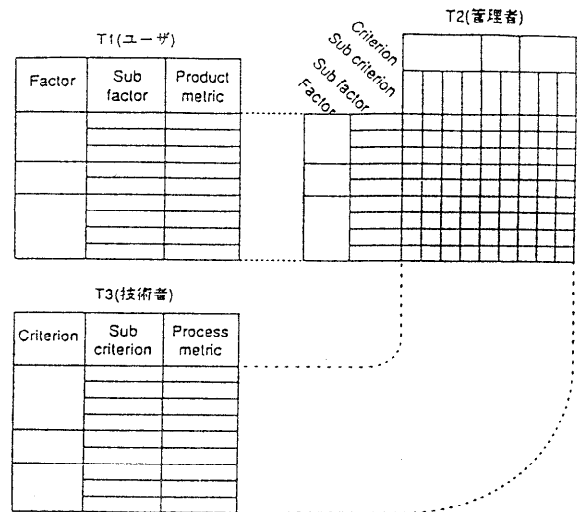 T1(ユーザ)
Factor
Sub
factor
Product
metric
T2(管理者)
Criterion
Sub criterion
Sub factor
Factor
T3(技術者)
Criterion
Sub
criterion
Process
metric